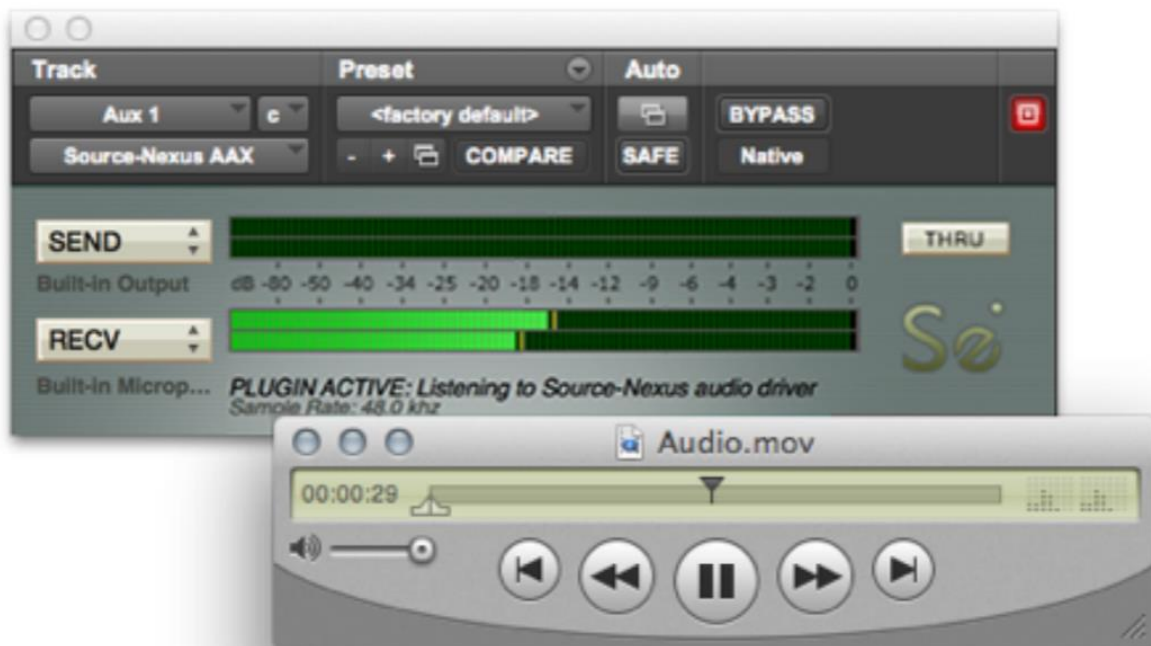 Track Preset Auto
Aux 1 c <factory default> BYPASS
Source-Nexus AAX - + COMPARE SAFE Native
SEND THRU
Built-in Output dB -80 -50 -40 -34 -25 -20 -18 -14 -12 -9 -6 -4 -3 -2 0
RECV Se
Built-in Microp... PLUGIN ACTIVE: Listening to Source-Nexus audio driver
Sample Rate: 48.0 khz
Audio.mov
00:00:29